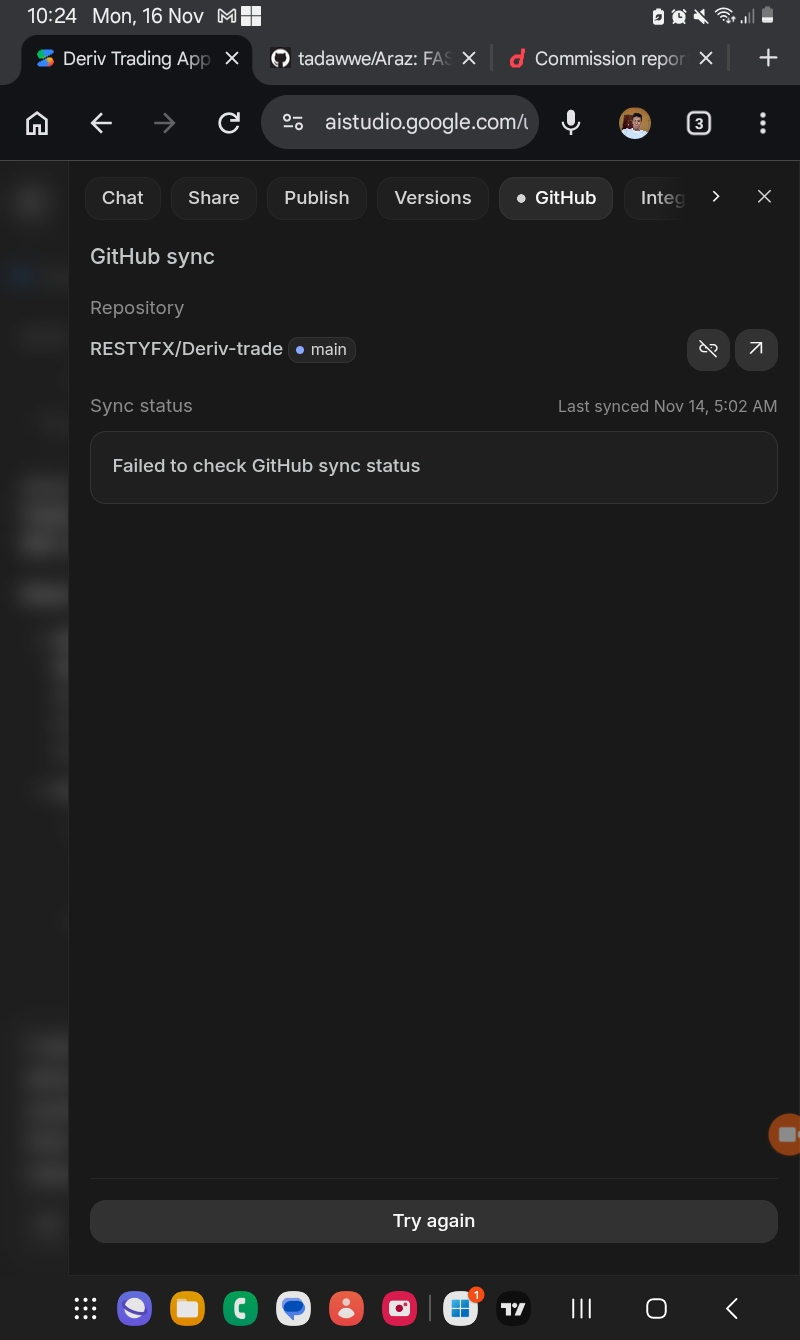 10:24 Mon, 16 Nov
Deriv Trading App
tadawwe/Araz: FAS
Commission repor
aistudio.google.com/u
3
Chat
Share
Publish
Versions
GitHub
Integ
GitHub sync
Repository
RESTYFX/Deriv-trade main
Sync status
Last synced Nov 14, 5:02 AM
Failed to check GitHub sync status
Try again
1